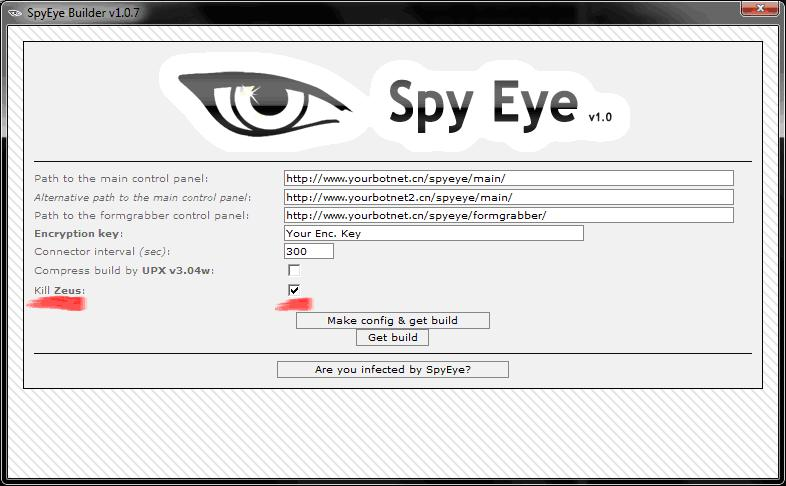 SpyEye Builder v1.0.7
Spy Eye v1.0
Path to the main control panel: http://www.yourbotnet.cn/spyeye/main/
Alternative path to the main control panel: http://www.yourbotnet2.cn/spyeye/main/
Path to the formgrabber control panel: http://www.yourbotnet.cn/spyeye/formgrabber/
Encryption key: Your Enc. Key
Connector interval (sec): 300
Compress build by UPX v3.04w:
Kill Zeus:
Make config & get build
Get build
Are you infected by SpyEye?